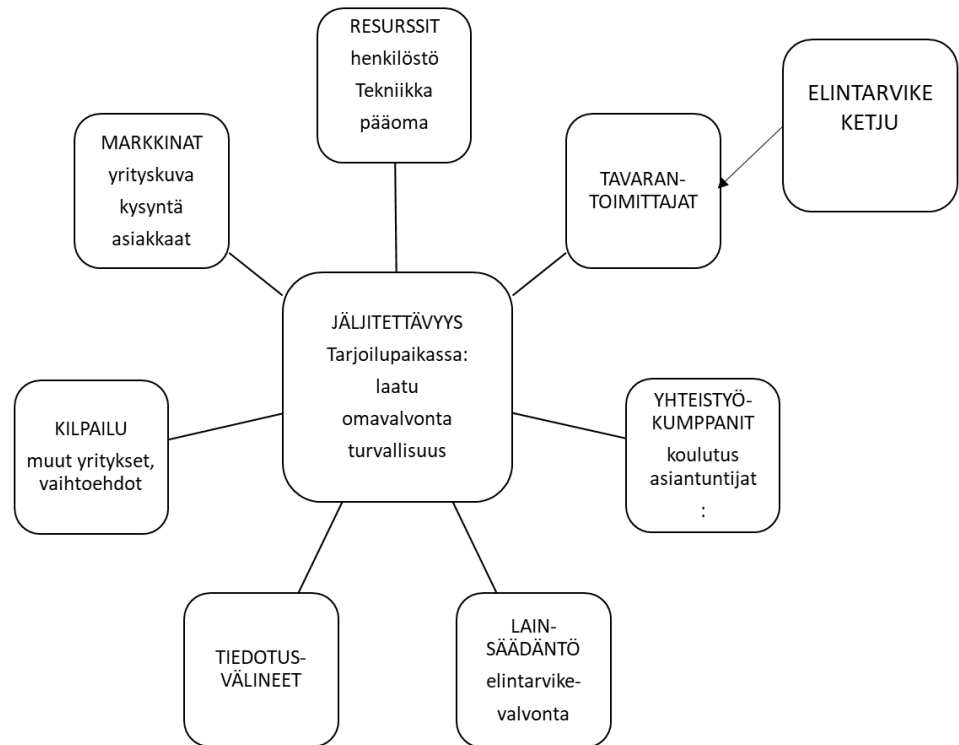 RESURSSIT
henkilöstö
Tekniikka
pääoma
ELINTARVIKE
KETJU
MARKKINAT
yrityskuva
kysyntä
asiakkaat
TAVARAN-
TOIMITTAJAT
JÄLJITETTÄVYYS
Tarjoilupaikassa:
laatu
omavalvonta
turvallisuus
KILPAILU
muut yritykset,
vaihtoehdot
YHTEISTYÖ-
KUMPPANIT
koulutus
asiantuntijat
:
TIEDOTUS-
VÄLINEET
LAIN-
SÄÄDÄNTÖ
elintarvike-
valvonta